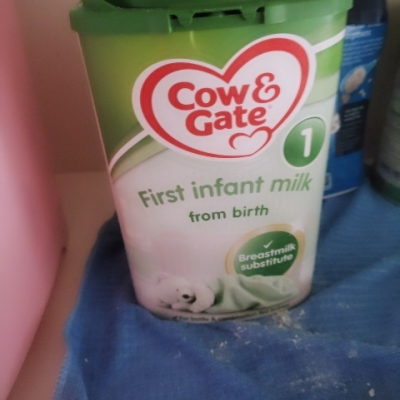 Cow &
Gate
1
First infant milk
from birth
Breastmilk
substitute